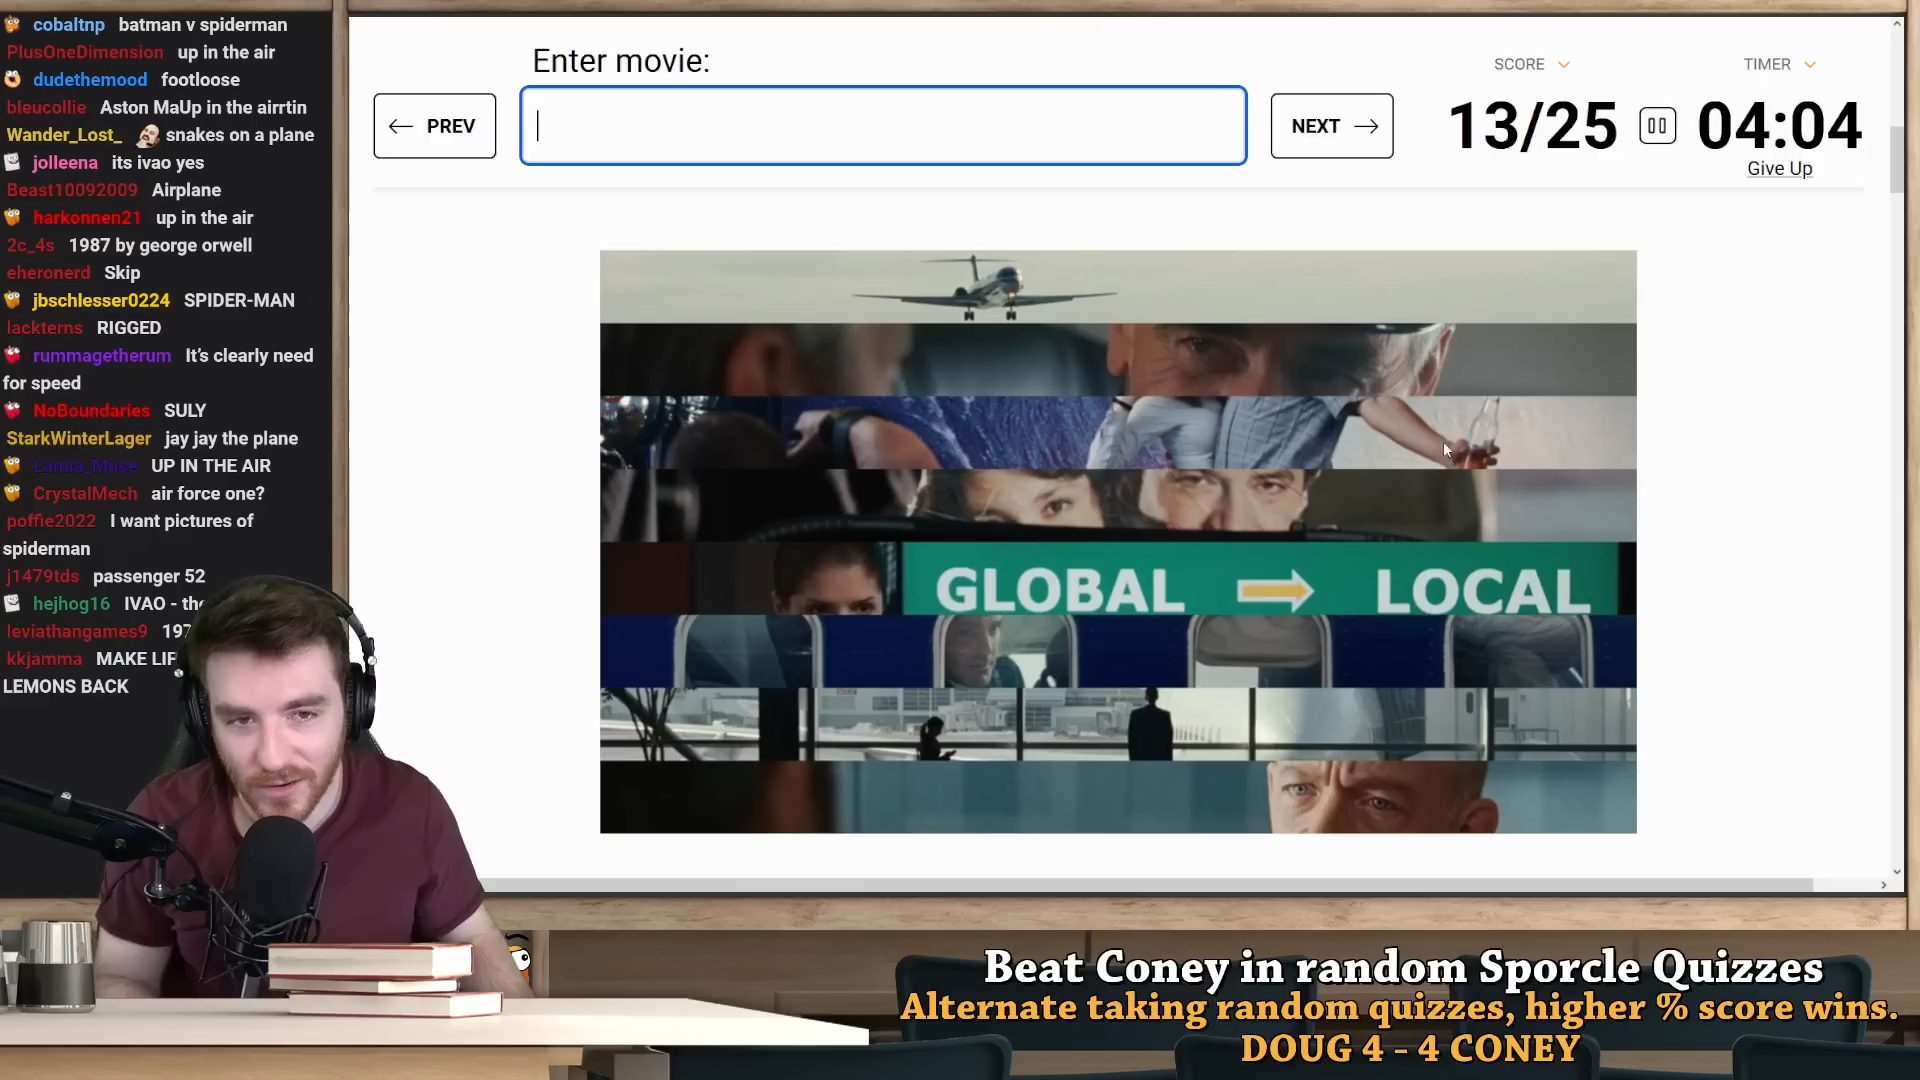 cobaltnp batman v spiderman
PlusOneDimension up in the air
dudethemood footloose
bleucollie Aston MaUp in the airrtin
Wander_Lost_ snakes on a plane
jolleena its ivao yes
Beast10092009 Airplane
harkonnen21 up in the air
2c_4s 1987 by george orwell
eheronerd Skip
jbschlesser0224 SPIDER-MAN
lackterns RIGGED
rummagetherum It's clearly need
for speed
NoBoundaries SULY
StarkWinterLager jay jay the plane
Lamia_Muse UP IN THE AIR
CrystalMech air force one?
poffie2022 I want pictures of
spiderman
j1479tds passenger 52
hejhog16 IVAO - the
leviathangames9 197
kkjamma MAKE LIF
LEMONS BACK
Enter movie:
PREV
NEXT
SCORE
13/25
TIMER
04:04
Give Up
GLOBAL LOCAL
Beat Coney in random Sporcle Quizzes
Alternate taking random quizzes, higher % score wins.
DOUG 4 - 4 CONEY